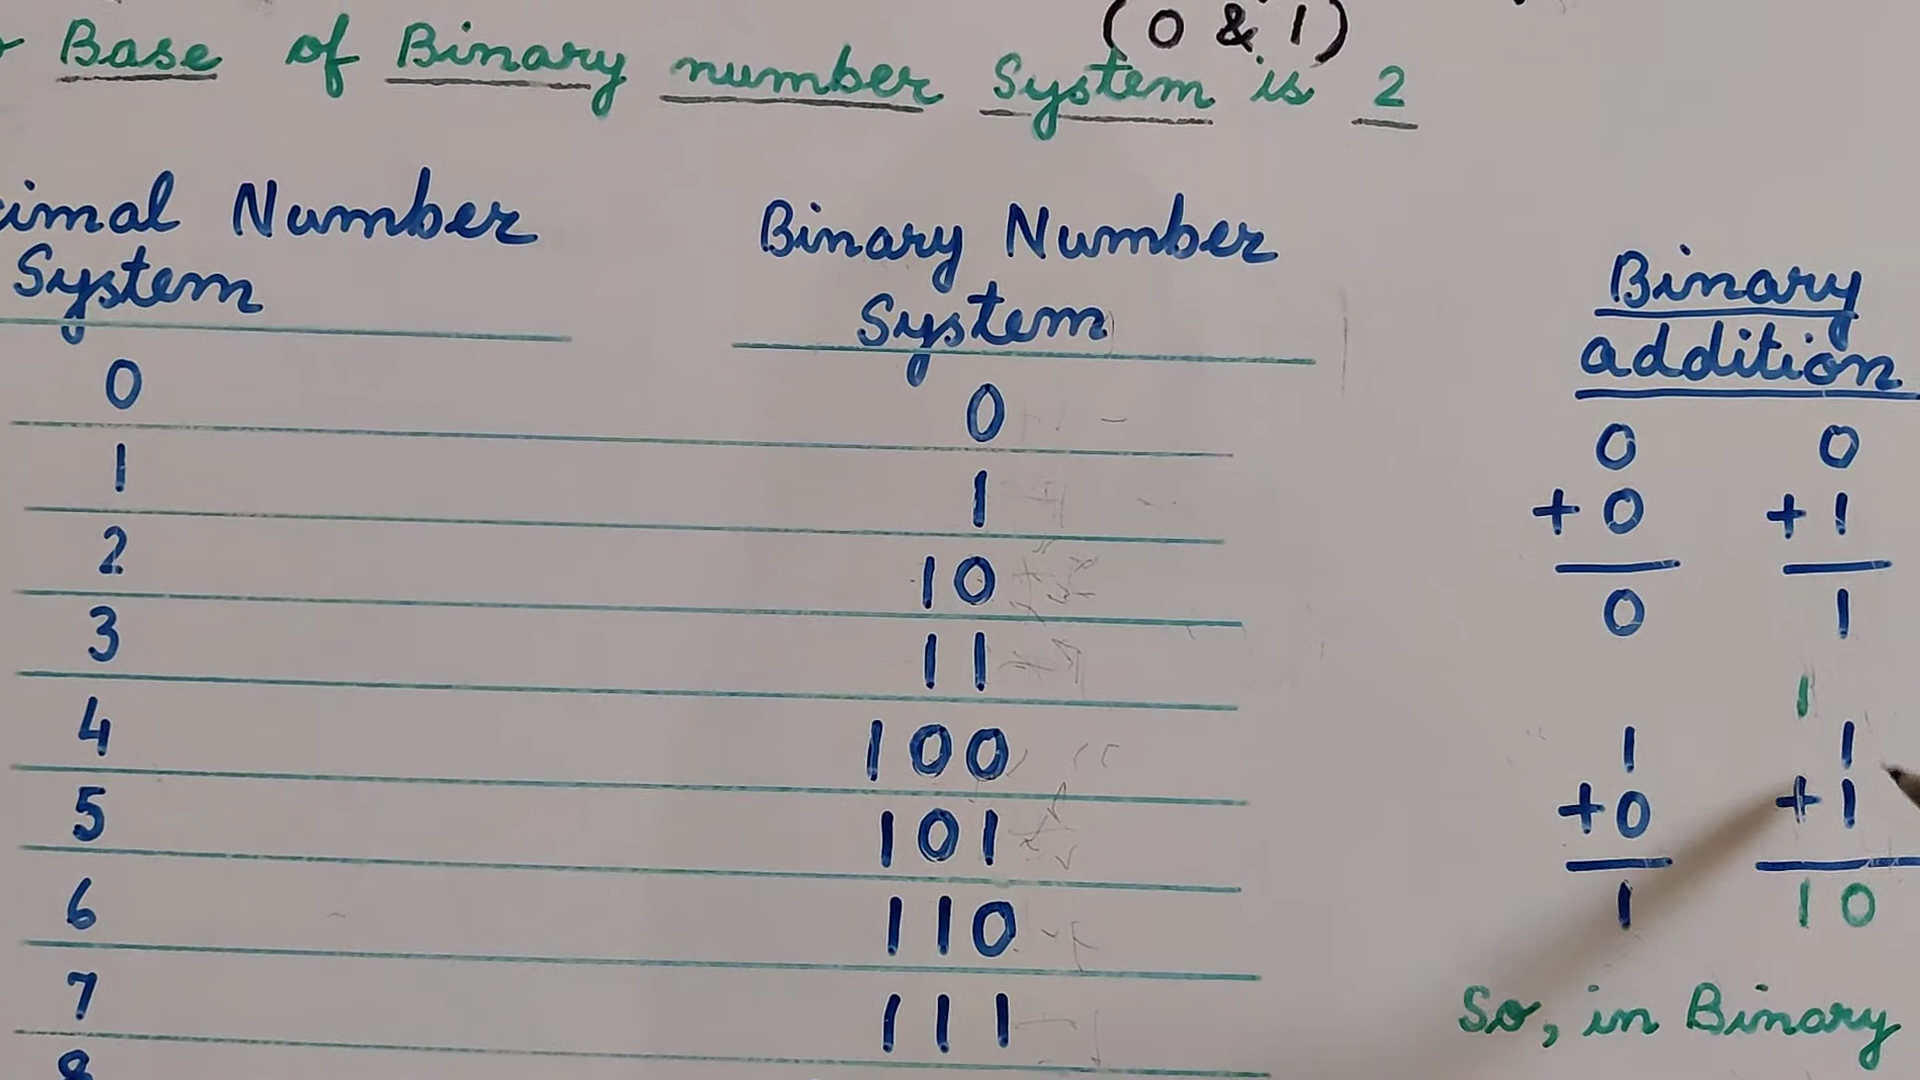 (0 & 1)
Base of Binary number System is 2
imal Number
System
Binary Number
System
0 0
1 1
2 10
3 11
4 100
5 101
6 110
7 111
8
Binary
addition
0 0
+ 0 + 1
0 1
1
1 1
+ 0 + 1
1 10
So, in Binary